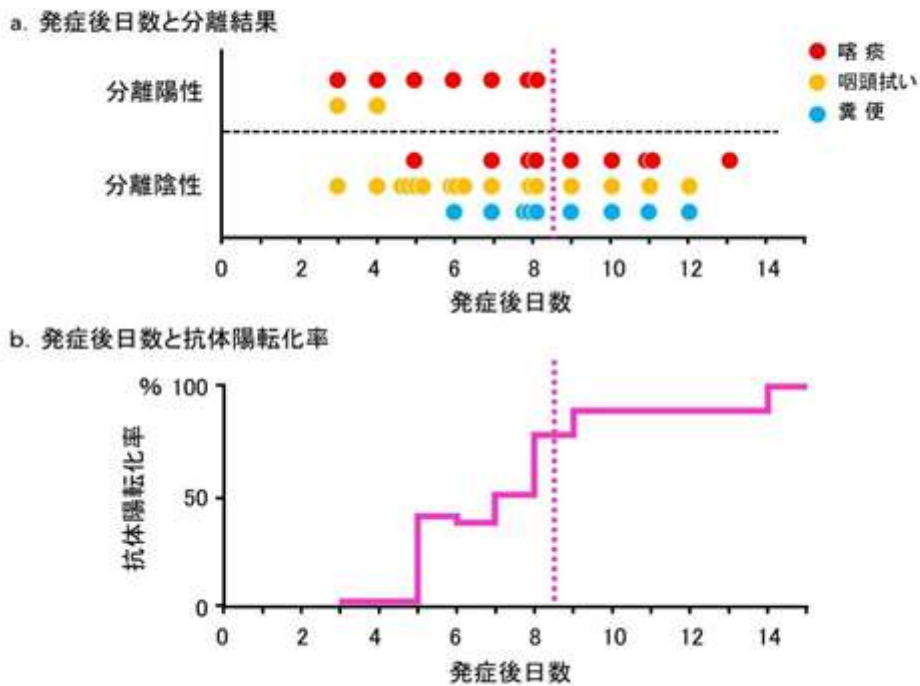 a. 発症後日数と分離結果
喀 痰
咽頭拭い
糞 便
分離陽性
分離陰性
0 2 4 6 8 10 12 14
発症後日数
b. 発症後日数と抗体陽転化率
% 100
50
0
抗体陽転化率
0 2 4 6 8 10 12 14
発症後日数